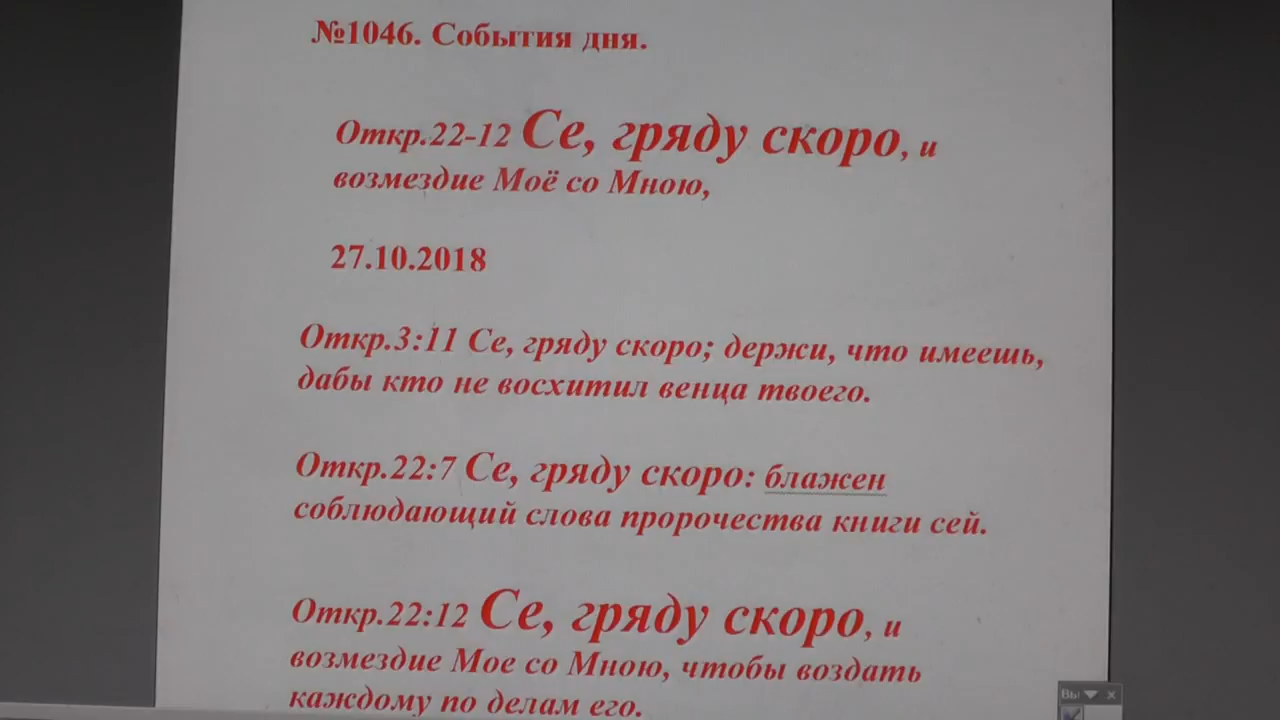 №1046. События дня.
Откр.22-12 Се, гряду скоро, и
возмездие Моё со Мною,
27.10.2018
Откр.3:11 Се, гряду скоро; держи, что имеешь,
дабы кто не восхитил венца твоего.
Откр.22:7 Се, гряду скоро: блажен
соблюдающий слова пророчества книги сей.
Откр.22:12 Се, гряду скоро, и
возмездие Мое со Мною, чтобы воздать
каждому по делам его.
Вы